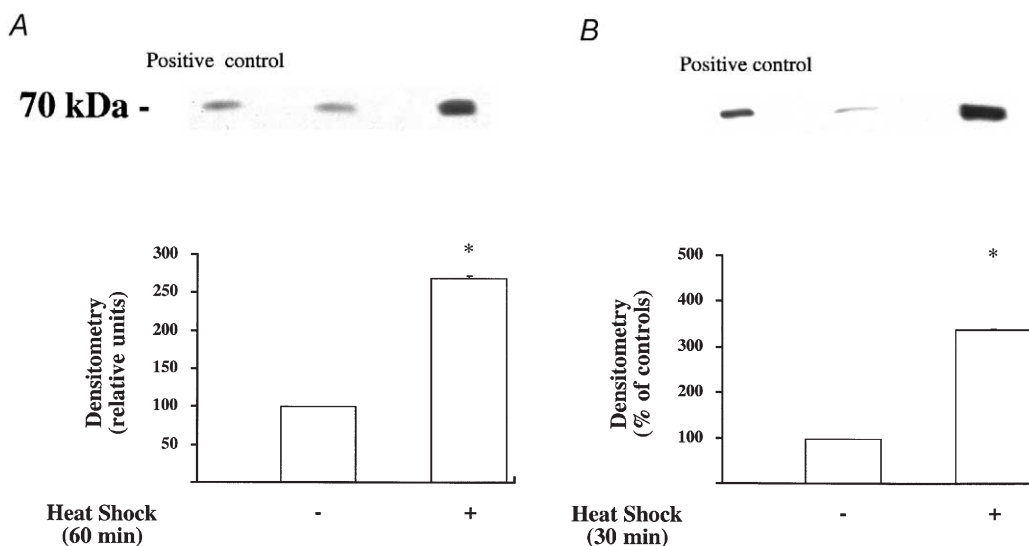 A
Positive control
70 kDa -
300
250
200
150
100
50
Densitometry
(relative units)
*
Heat Shock
(60 min)
-
+
B
Positive control
500
400
300
200
100
Densitometry
(% of controls)
*
Heat Shock
(30 min)
-
+